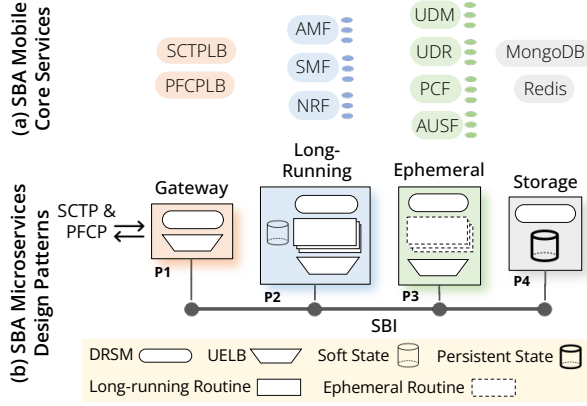 (a) SBA Mobile
Core Services
SCTPLB
PFCPLB
AMF
SMF
NRF
UDM
UDR
PCF
AUSF
MongoDB
Redis
(b) SBA Microservices
Design Patterns
SCTP &
PFCP
Gateway
P1
Long-
Running
P2
Ephemeral
P3
Storage
P4
SBI
DRSM UELB Soft State Persistent State
Long-running Routine Ephemeral Routine